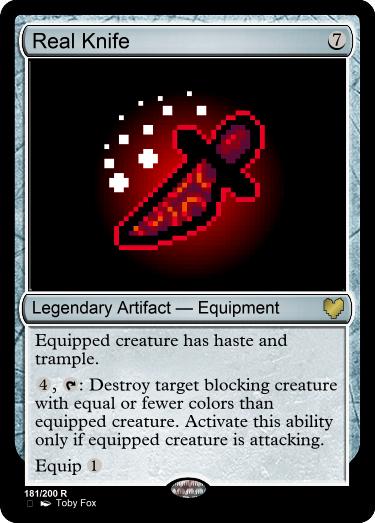 Real Knife 7
Legendary Artifact — Equipment
Equipped creature has haste and
trample.
4, : Destroy target blocking creature
with equal or fewer colors than
equipped creature. Activate this ability
only if equipped creature is attacking.
Equip 1
181/200 R
Toby Fox